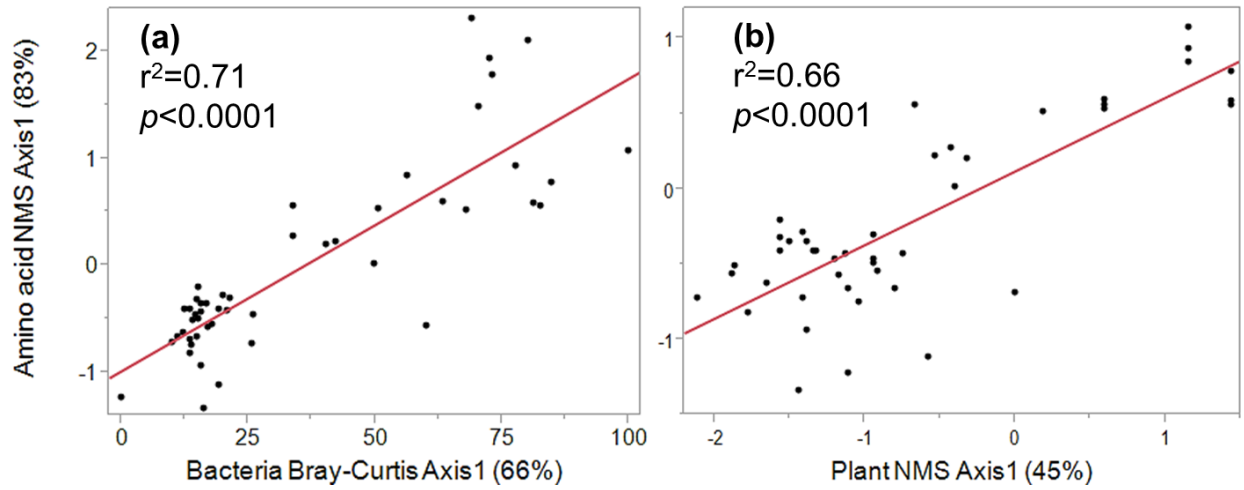 (a)
r²=0.71
p<0.0001
(b)
r²=0.66
p<0.0001
Amino acid NMS Axis1 (83%)
2
1
0
-1
1
0
-1
0 25 50 75 100
-2 -1 0 1
Bacteria Bray-Curtis Axis1 (66%)
Plant NMS Axis1 (45%)